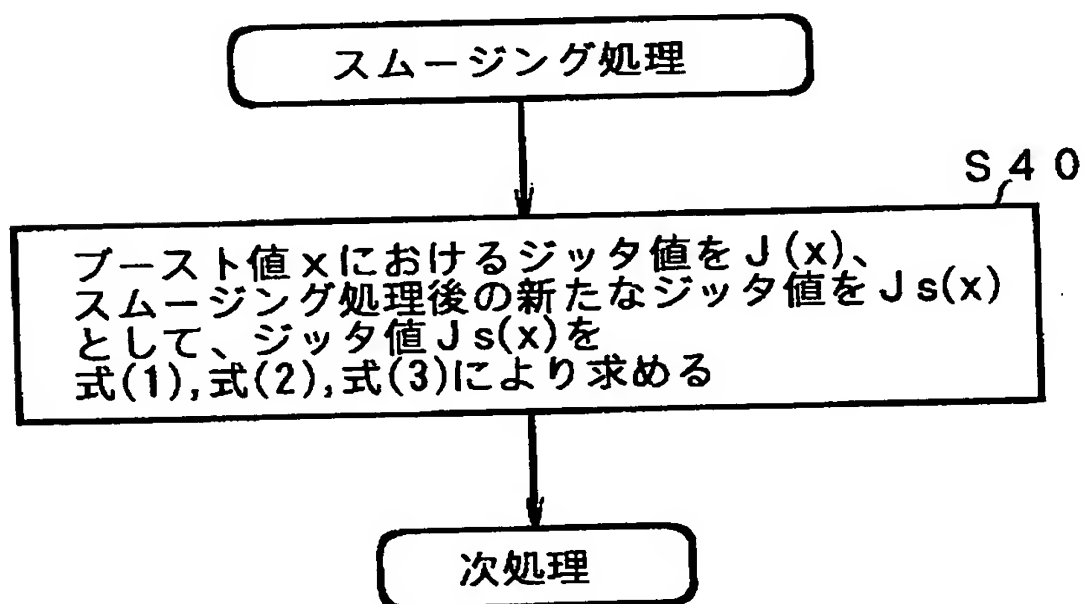 スムージング処理
S40
ブースト値xにおけるジッタ値をJ(x)、
スムージング処理後の新たなジッタ値をJs(x)
として、ジッタ値Js(x)を
式(1),式(2),式(3)により求める
次処理